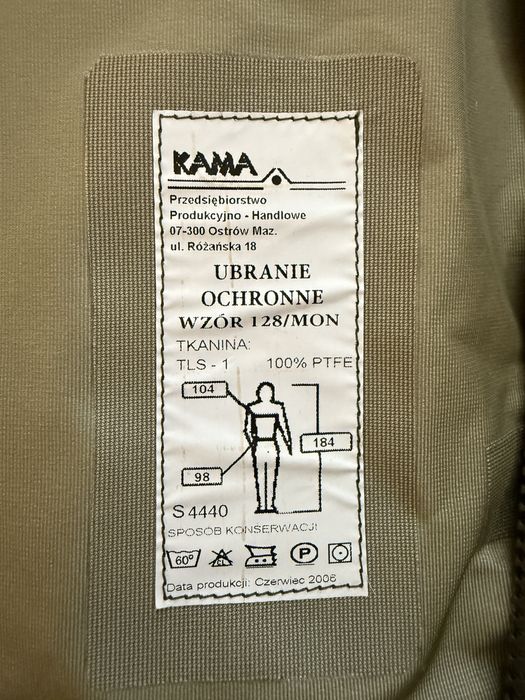 KAMA
Przedsiębiorstwo
Produkcyjno - Handlowe
07-300 Ostrów Maz.
ul. Różańska 18
UBRANIE
OCHRONNE
WZÓR 128/MON
TKANINA:
TLS - 1 100% PTFE
104
184
98
S 4440
SPOSÓB KONSERWACJI
60° CL P
Data produkcji: Czerwiec 2006